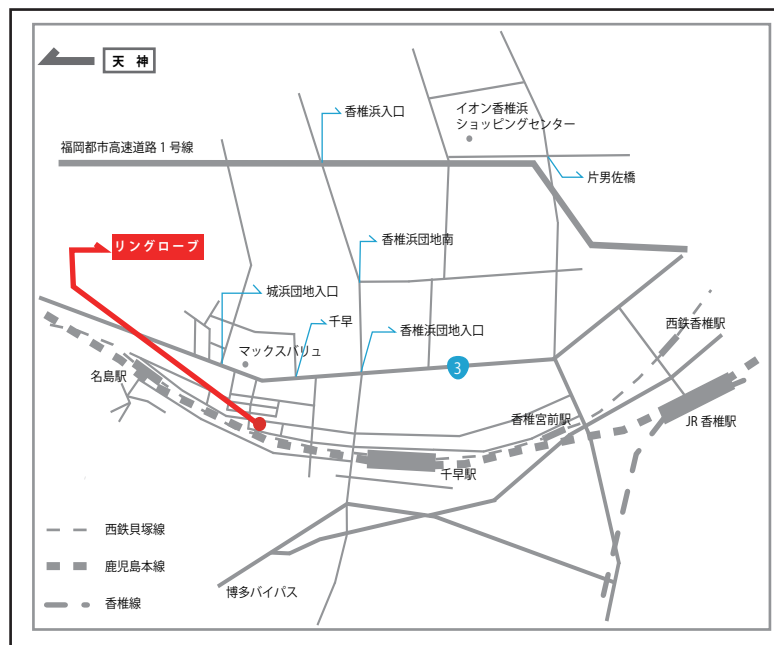 天 神
香椎浜入口
イオン香椎浜
ショッピングセンター
福岡都市高速道路1号線
片男佐橋
リングローブ
香椎浜団地南
城浜団地入口
千早
香椎浜団地入口
西鉄香椎駅
マックスバリュ
3
名島駅
香椎宮前駅
JR 香椎駅
千早駅
西鉄貝塚線
鹿児島本線
香椎線
博多バイパス